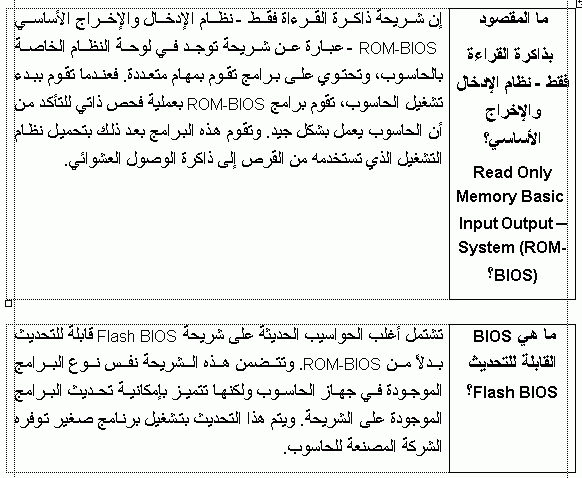 ما المقصود
بذاكرة القراءة
فقط - نظام الإدخال
والإخراج
الأساسي؟
Read Only
Memory Basic
Input Output –
System (ROM-
BIOS)؟
إن شريحة ذاكرة القراءة فقط - نظام الإدخال والإخراج الأساسي
ROM-BIOS - عبارة عن شريحة توجد في لوحة النظام الخاصة
بالحاسوب، وتحتوي على برامج تقوم بمهام متعددة. فعندما تقوم ببدء
تشغيل الحاسوب، تقوم برامج ROM-BIOS بعملية فحص ذاتي للتأكد من
أن الحاسوب يعمل بشكل جيد. وتقوم هذه البرامج بعد ذلك بتحميل نظام
التشغيل الذي تستخدمه من القرص إلى ذاكرة الوصول العشوائي.
ما هي BIOS
القابلة للتحديث
Flash BIOS؟
تشتمل أغلب الحواسيب الحديثة على شريحة Flash BIOS قابلة للتحديث
بدلاً من ROM-BIOS. وتتضمن هذه الشريحة نفس نوع البرامج
الموجودة في جهاز الحاسوب ولكنها تتميز بإمكانية تحديث البرامج
الموجودة على الشريحة. ويتم هذا التحديث بتشغيل برنامج صغير توفره
الشركة المصنعة للحاسوب.